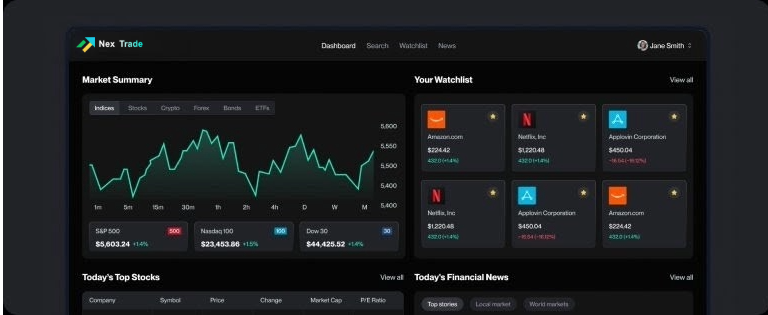 Nex Trade
Dashboard Search Watchlist News
Jane Smith
Market Summary
Indices Stocks Crypto Forex Bonds ETFs
5,600
5,550
5,500
5,450
5,400
5,400
1m 5m 15m 30m 1h 2h 4h D W M
S&P 500 500
$5,603.24 +1.4%
Nasdaq 100 100
$23,453.86 +1.5%
Dow 30 30
$44,425.52 +1.4%
Your Watchlist View all
Amazon.com
$224.42
432.0 (+1.4%)
Netflix, Inc
$1,220.48
432.0 (+1.4%)
Applovin Corporation
$450.04
-16.54 (-16.12%)
Netflix, Inc
$1,220.48
432.0 (+1.4%)
Applovin Corporation
$450.04
-16.54 (-16.12%)
Amazon.com
$224.42
432.0 (+1.4%)
Today's Top Stocks View all
Company Symbol Price Change Market Cap P/E Ratio
Today's Financial News View all
Top stories Local market World markets